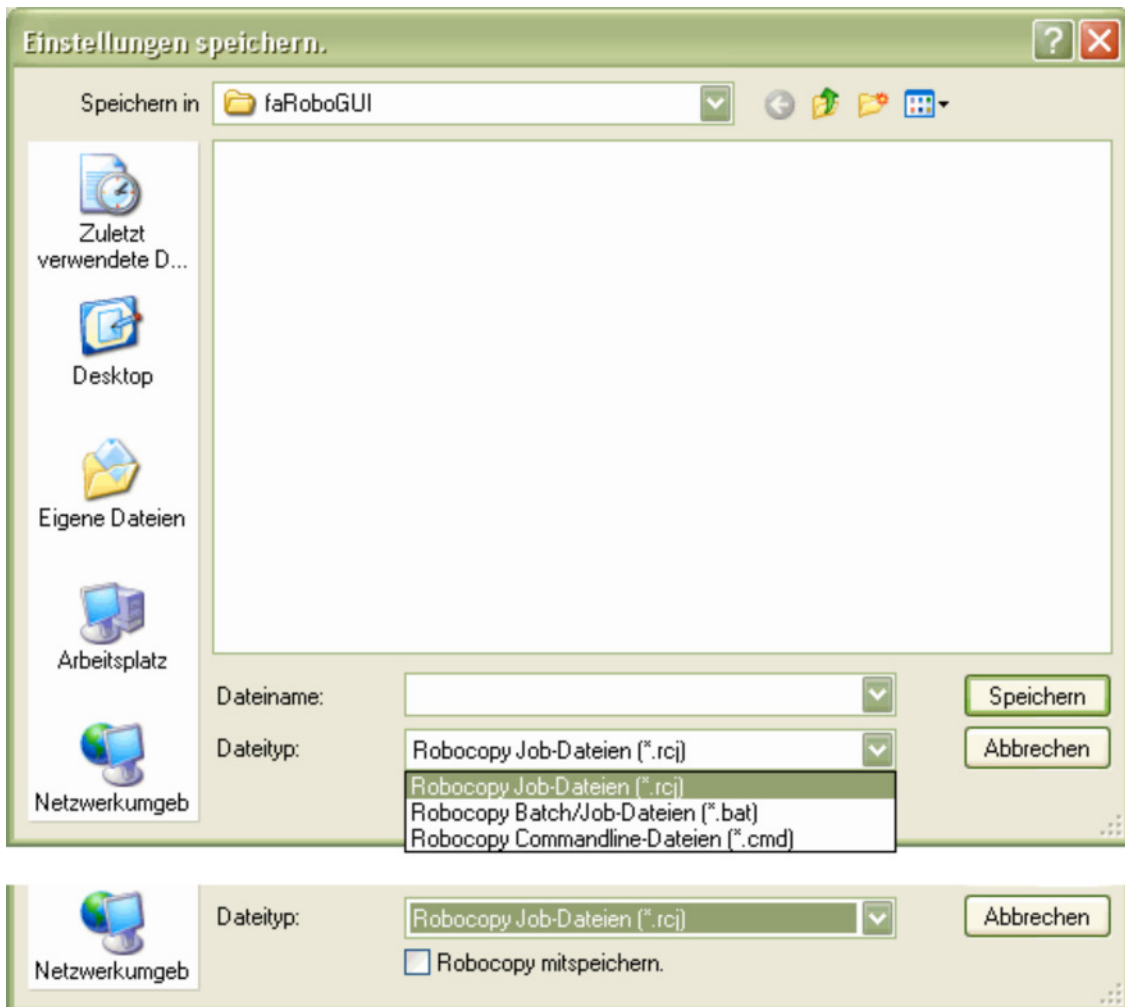 Einstellungen speichern.
Speichern in
faRoboGUI
Zuletzt
verwendete D...
Desktop
Eigene Dateien
Arbeitsplatz
Netzwerkumgeb
Dateiname:
Speichern
Dateityp:
Robocopy Job-Dateien (*.rcj)
Abbrechen
Robocopy Job-Dateien (*.rcj)
Robocopy Batch/Job-Dateien (*.bat)
Robocopy Commandline-Dateien (*.cmd)
Netzwerkumgeb
Dateityp:
Robocopy Job-Dateien (*.rcj)
Abbrechen
Robocopy mitspeichern.